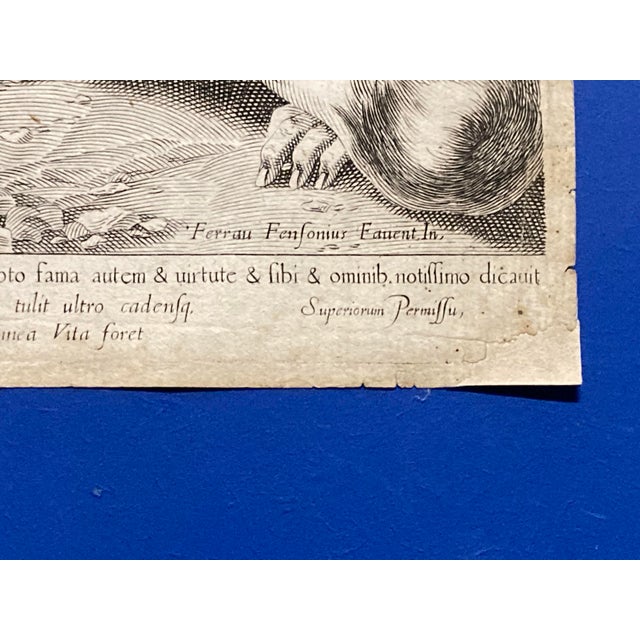 Ferrau Fenſonius Fauent. In.
oto fama autem & uirtute & ſibi & ominib. notiſſimo dicauit
tulit ultro cadenſq.
Superiorum Permiſſu,
inea Vita foret